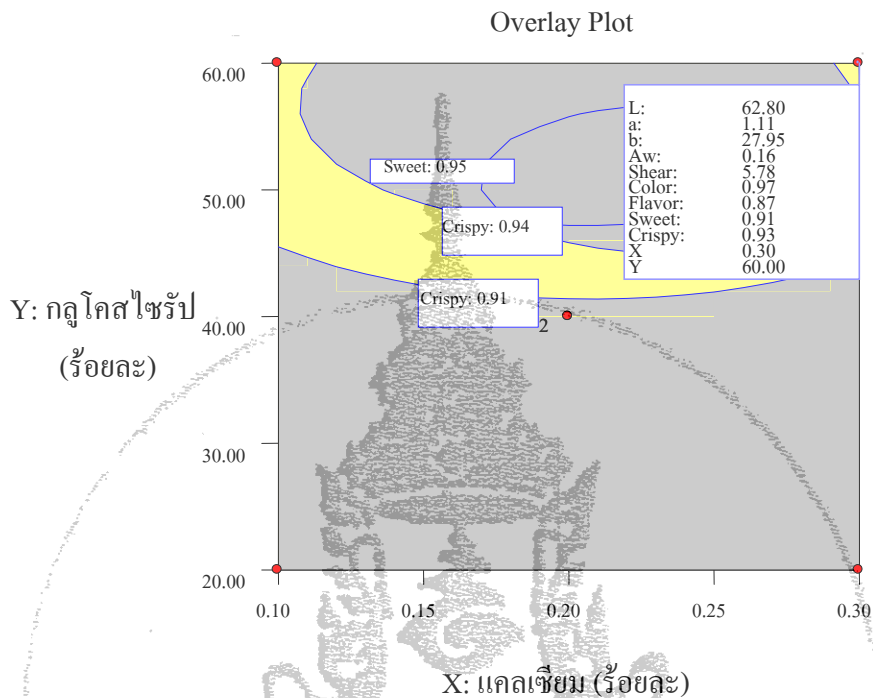 Overlay Plot
60.00
50.00
40.00
30.00
20.00
Y: กลูโคสไซรัป
(ร้อยละ)
Sweet: 0.95
Crispy: 0.94
Crispy: 0.91
2
L: 62.80
a: 1.11
b: 27.95
Aw: 0.16
Shear: 5.78
Color: 0.97
Flavor: 0.87
Sweet: 0.91
Crispy: 0.93
X 0.30
Y 60.00
0.10 0.15 0.20 0.25 0.30
X: แคลเซียม (ร้อยละ)